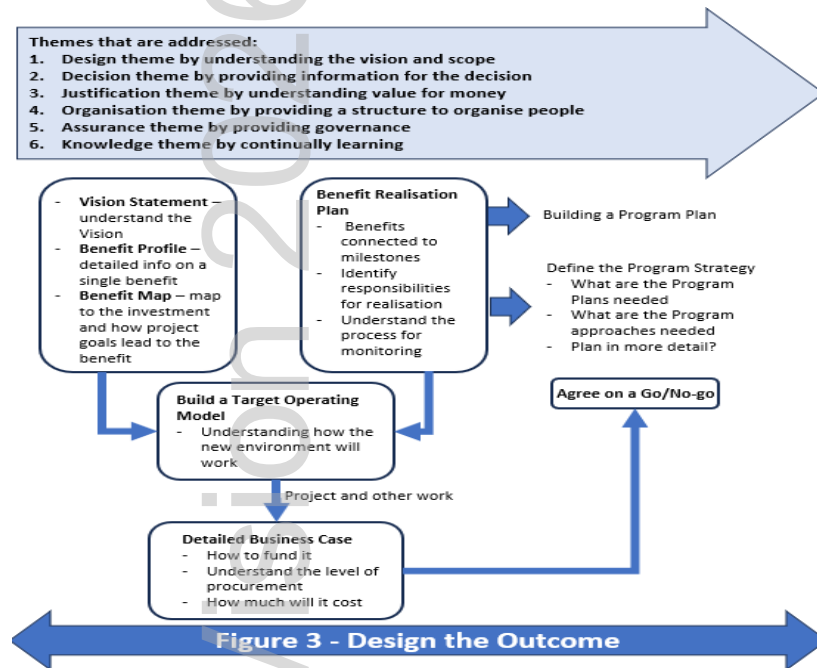 Themes that are addressed:
1. Design theme by understanding the vision and scope
2. Decision theme by providing information for the decision
3. Justification theme by understanding value for money
4. Organisation theme by providing a structure to organise people
5. Assurance theme by providing governance
6. Knowledge theme by continually learning
- Vision Statement –
understand the
Vision
- Benefit Profile –
detailed info on a
single benefit
- Benefit Map – map
to the investment
and how project
goals lead to the
benefit
Benefit Realisation
Plan
- Benefits
connected to
milestones
- Identify
responsibilities
for realisation
- Understand the
process for
monitoring
Building a Program Plan
Define the Program Strategy
- What are the Program
Plans needed
- What are the Program
approaches needed
- Plan in more detail?
Build a Target Operating
Model
- Understanding how the
new environment will
work
Agree on a Go/No-go
Project and other work
Detailed Business Case
- How to fund it
- Understand the level of
procurement
- How much will it cost
Figure 3 - Design the Outcome